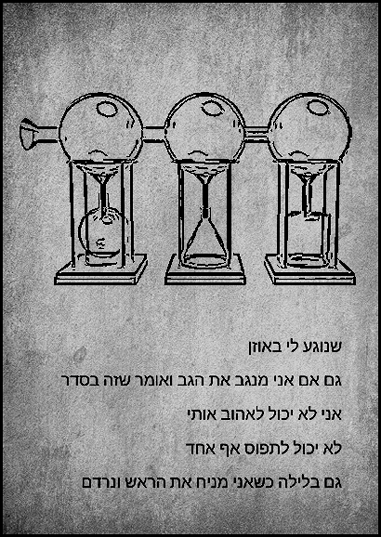 שנוגע לי באוזן
גם אם אני מנגב את הגב ואומר שזה בסדר
אני לא יכול לאהוב אותי
לא יכול לתפוס אף אחד
גם בלילה כשאני מניח את הראש ונרדם